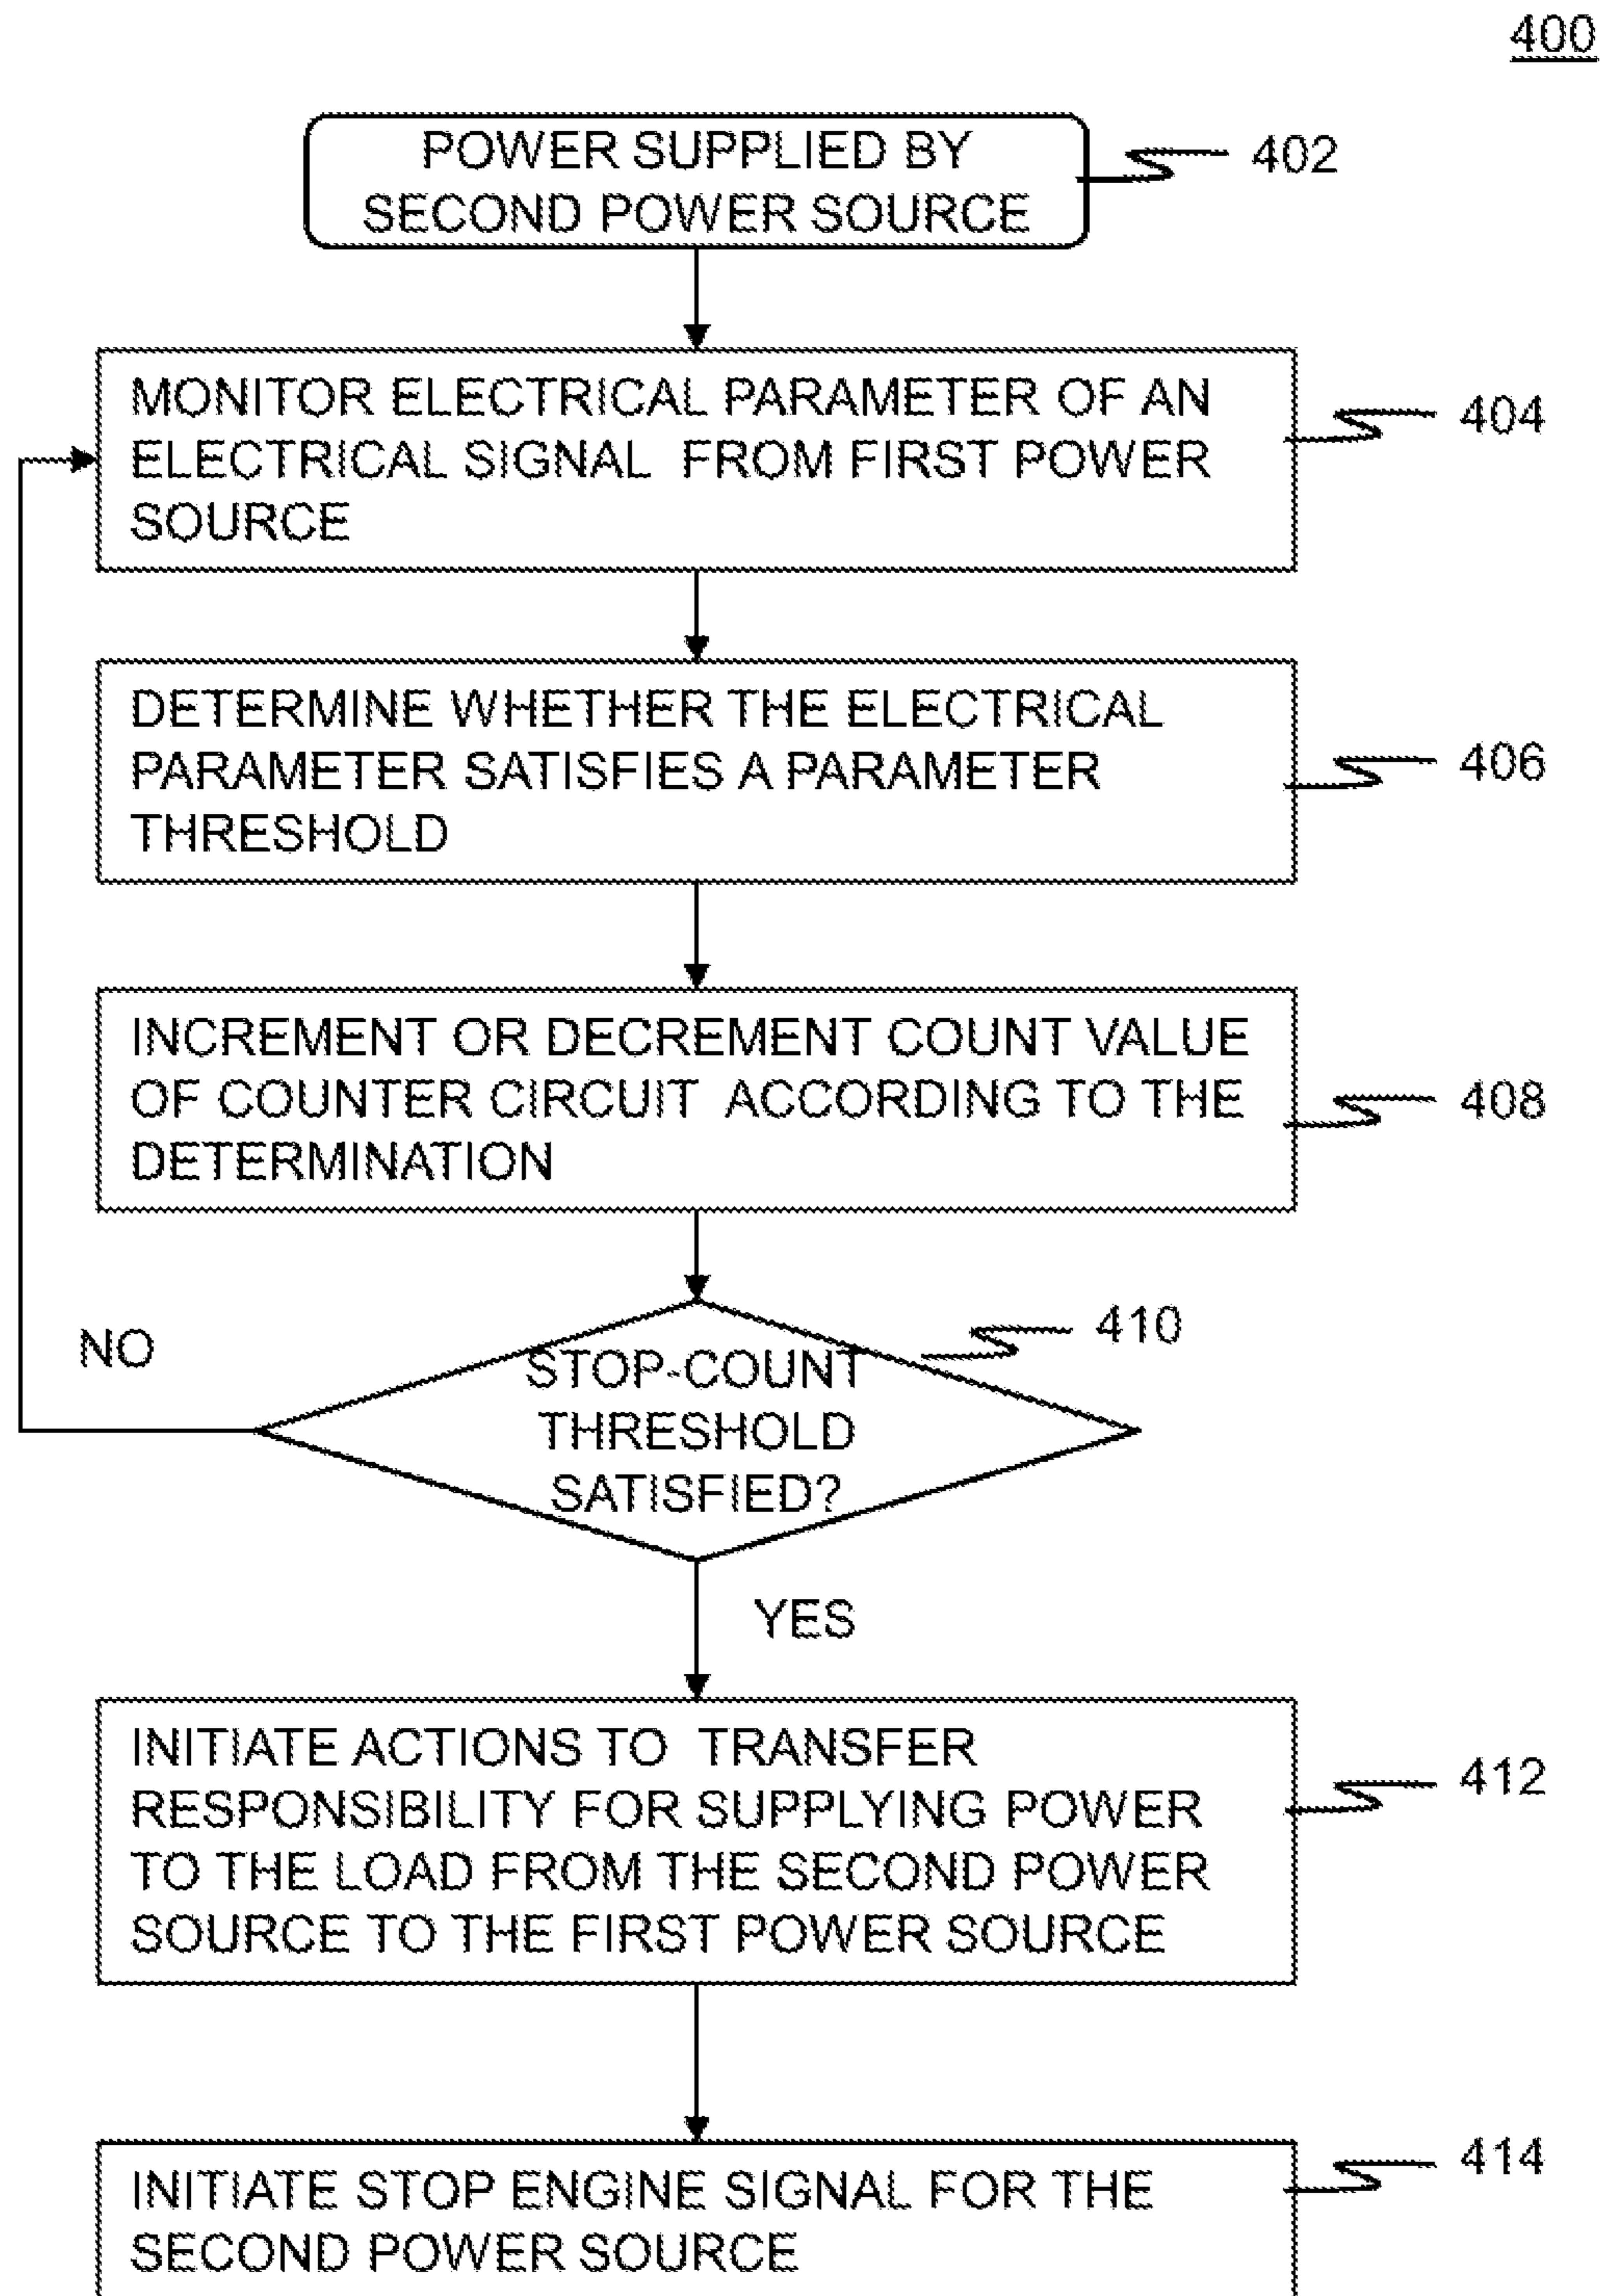 400
POWER SUPPLIED BY
SECOND POWER SOURCE
402
MONITOR ELECTRICAL PARAMETER OF AN
ELECTRICAL SIGNAL FROM FIRST POWER
SOURCE
404
DETERMINE WHETHER THE ELECTRICAL
PARAMETER SATISFIES A PARAMETER
THRESHOLD
406
INCREMENT OR DECREMENT COUNT VALUE
OF COUNTER CIRCUIT ACCORDING TO THE
DETERMINATION
408
STOP-COUNT
THRESHOLD
SATISFIED?
410
NO
YES
INITIATE ACTIONS TO TRANSFER
RESPONSIBILITY FOR SUPPLYING POWER
TO THE LOAD FROM THE SECOND POWER
SOURCE TO THE FIRST POWER SOURCE
412
INITIATE STOP ENGINE SIGNAL FOR THE
SECOND POWER SOURCE
414